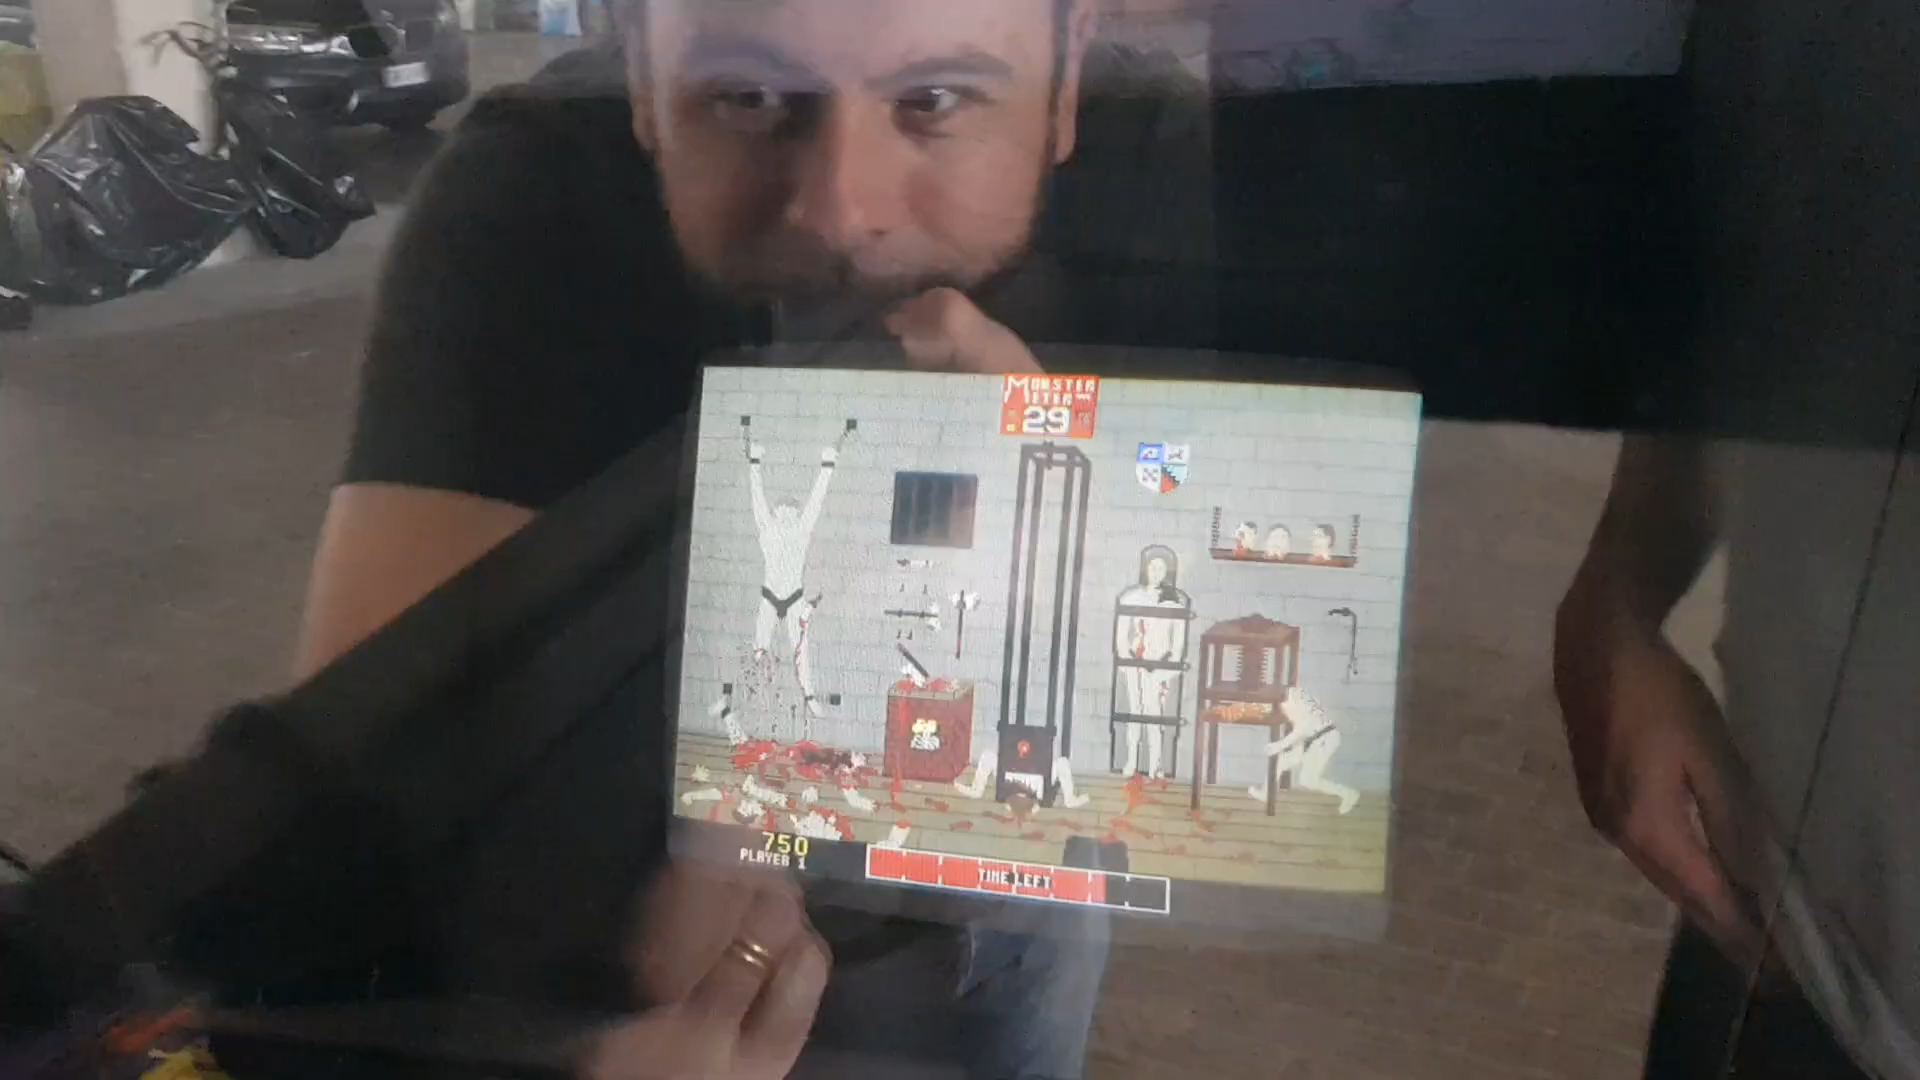 MONSTER
METER
29
750
PLAYER 1
TIME LEFT